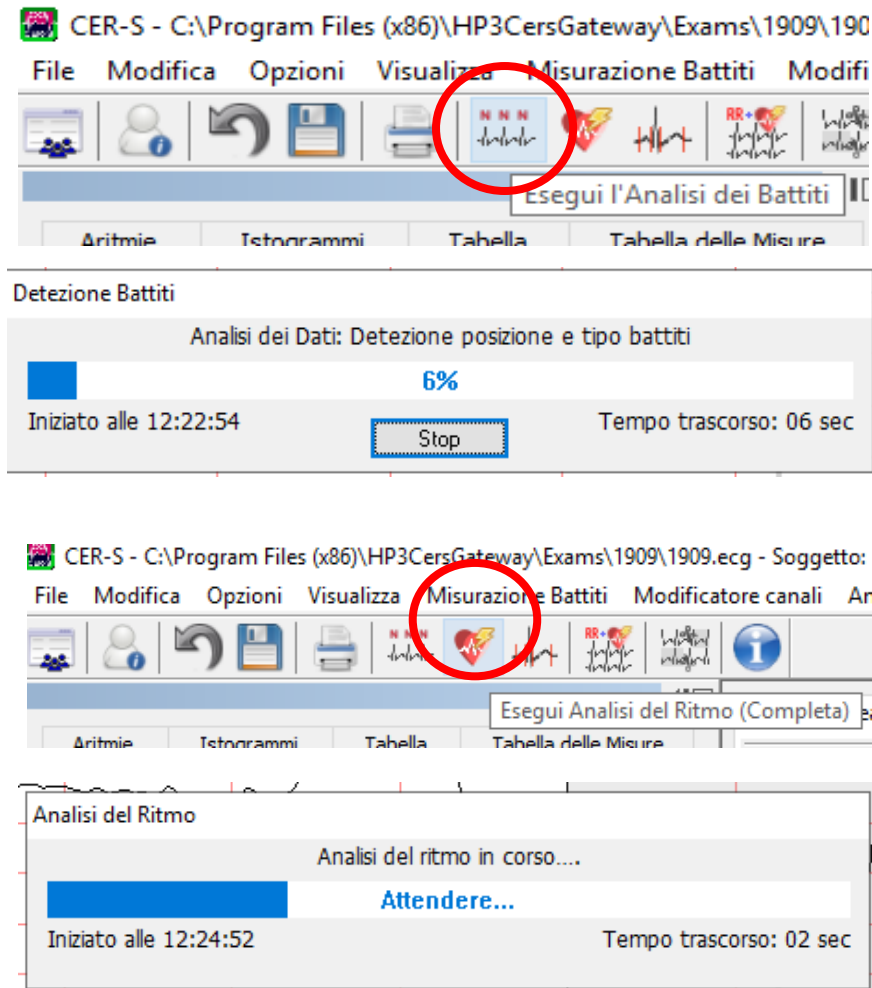 CER-S - C:\Program Files (x86)\HP3CersGateway\Exams\1909\190
File Modifica Opzioni Visualizza Misurazione Battiti Modifi
N N N RR+
Esegui l'Analisi dei Battiti
Aritmie Istogrammi Tabella Tabella delle Misure
Detezione Battiti
Analisi dei Dati: Detezione posizione e tipo battiti
6%
Iniziato alle 12:22:54 Tempo trascorso: 06 sec
Stop
CER-S - C:\Program Files (x86)\HP3CersGateway\Exams\1909\1909.ecg - Soggetto:
File Modifica Opzioni Visualizza Misurazione Battiti Modificatore canali An
N N N RR+
Esegui Analisi del Ritmo (Completa)
Aritmie Istogrammi Tabella Tabella delle Misure
Analisi del Ritmo
Analisi del ritmo in corso....
Attendere...
Iniziato alle 12:24:52 Tempo trascorso: 02 sec